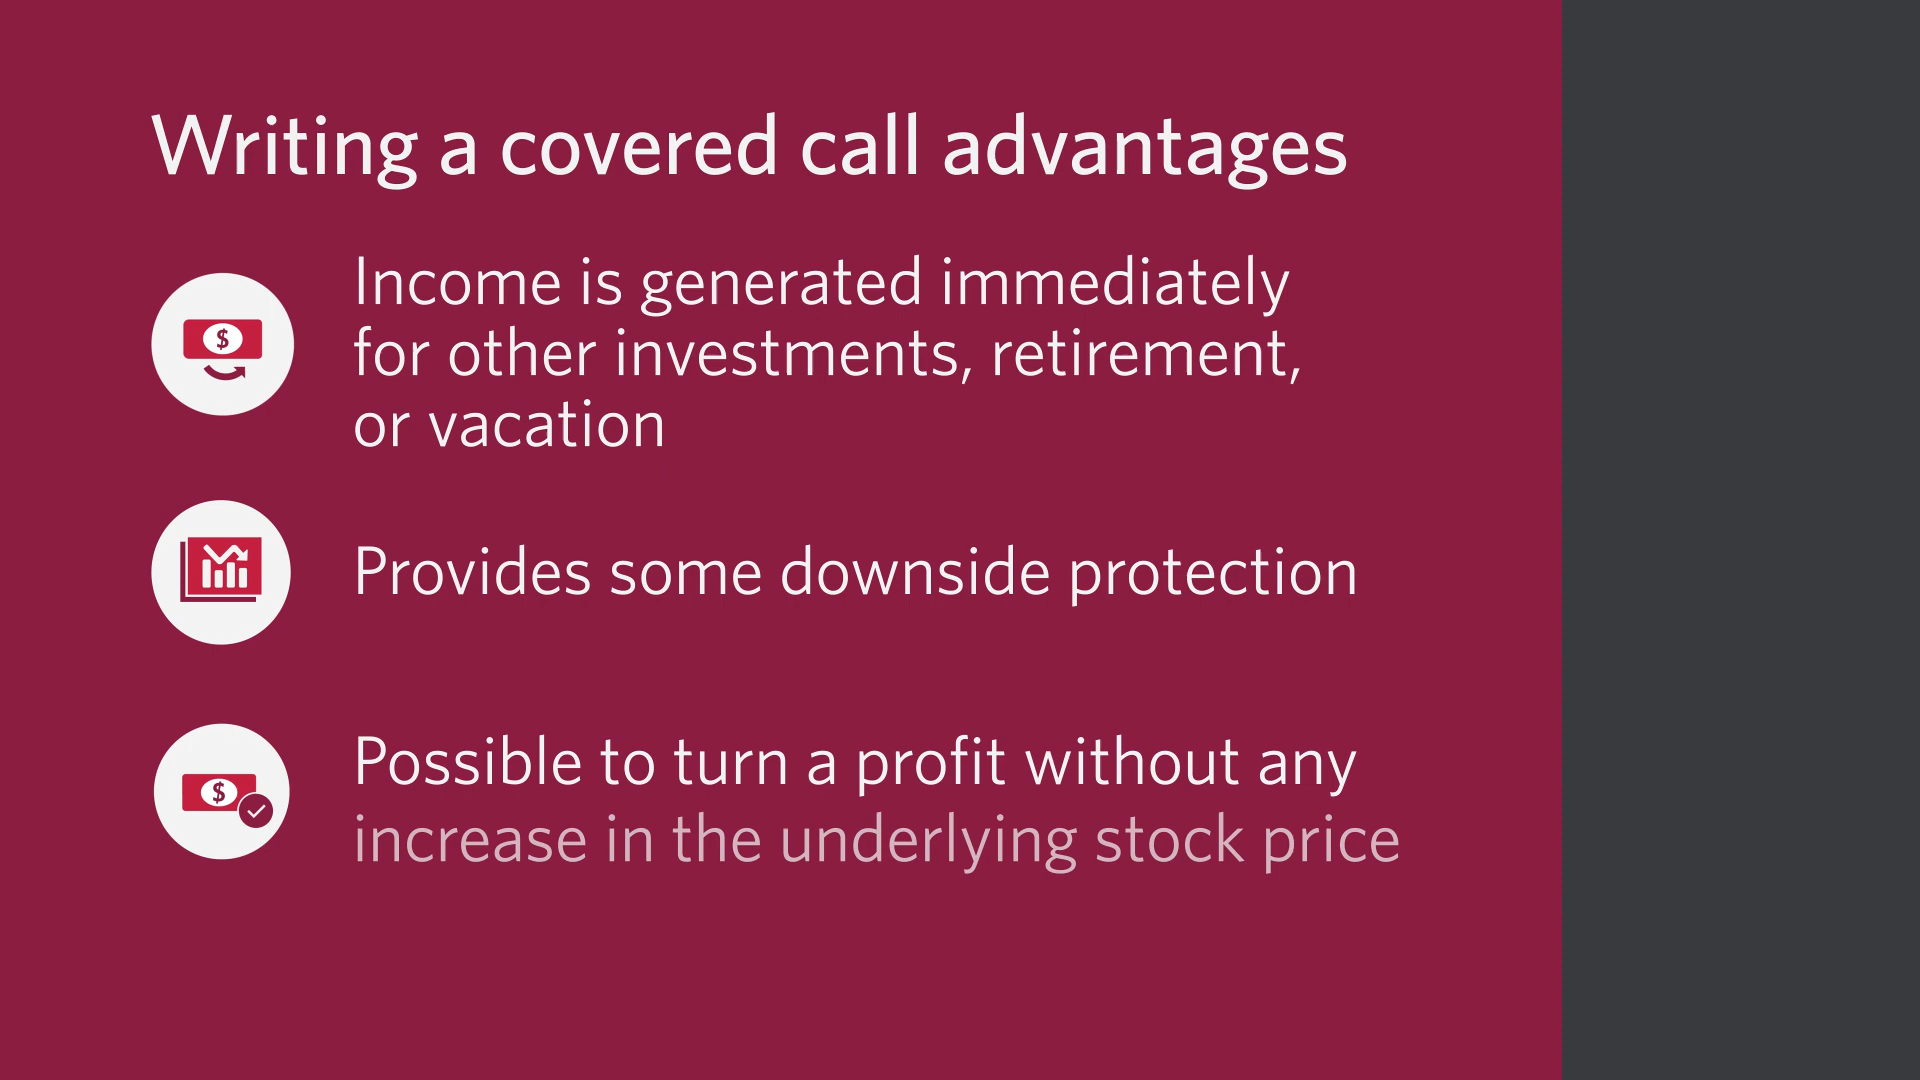 Writing a covered call advantages
Income is generated immediately
for other investments, retirement,
or vacation
Provides some downside protection
Possible to turn a profit without any
increase in the underlying stock price
$
$